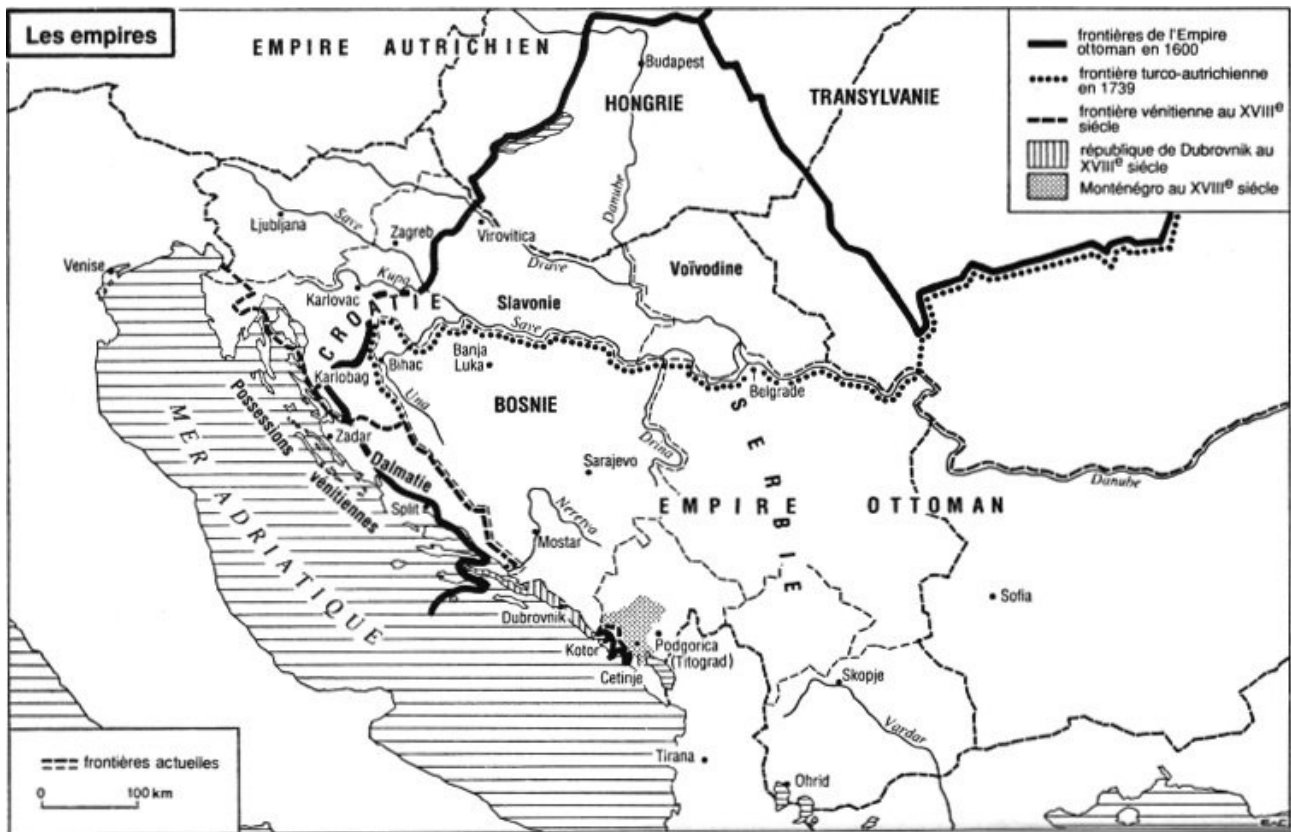 Les empires
EMPIRE AUTRICHIEN
frontières de l'Empire
ottoman en 1600
frontière turco-autrichienne
en 1739
frontière vénitienne au XVIIIe
siécle
république de Dubrovnik au
XVIIIe siécle
Monténégro au XVIIIe siécle
Budapest
HONGRIE
TRANSYLVANIE
Danube
Ljubljana
Save
Zagreb
Virovitica
Drave
Voïvodine
Venise
Kupa
Karlovac
CROATIE
Slavonie
Save
Karlobag
Bihac
Banja
Luka
Belgrade
Una
BOSNIE
SERBIE
Drina
Possessions
vénitiennes
Zadar
Dalmatie
Sarajevo
Danube
MER ADRIATIQUE
Split
EMPIRE OTTOMAN
Nererva
Mostar
Sofia
Dubrovnik
Kotor
Podgorica
(Titograd)
Cetinje
Skopje
Vardar
Tirana
Ohrid
frontières actuelles
0 100 km